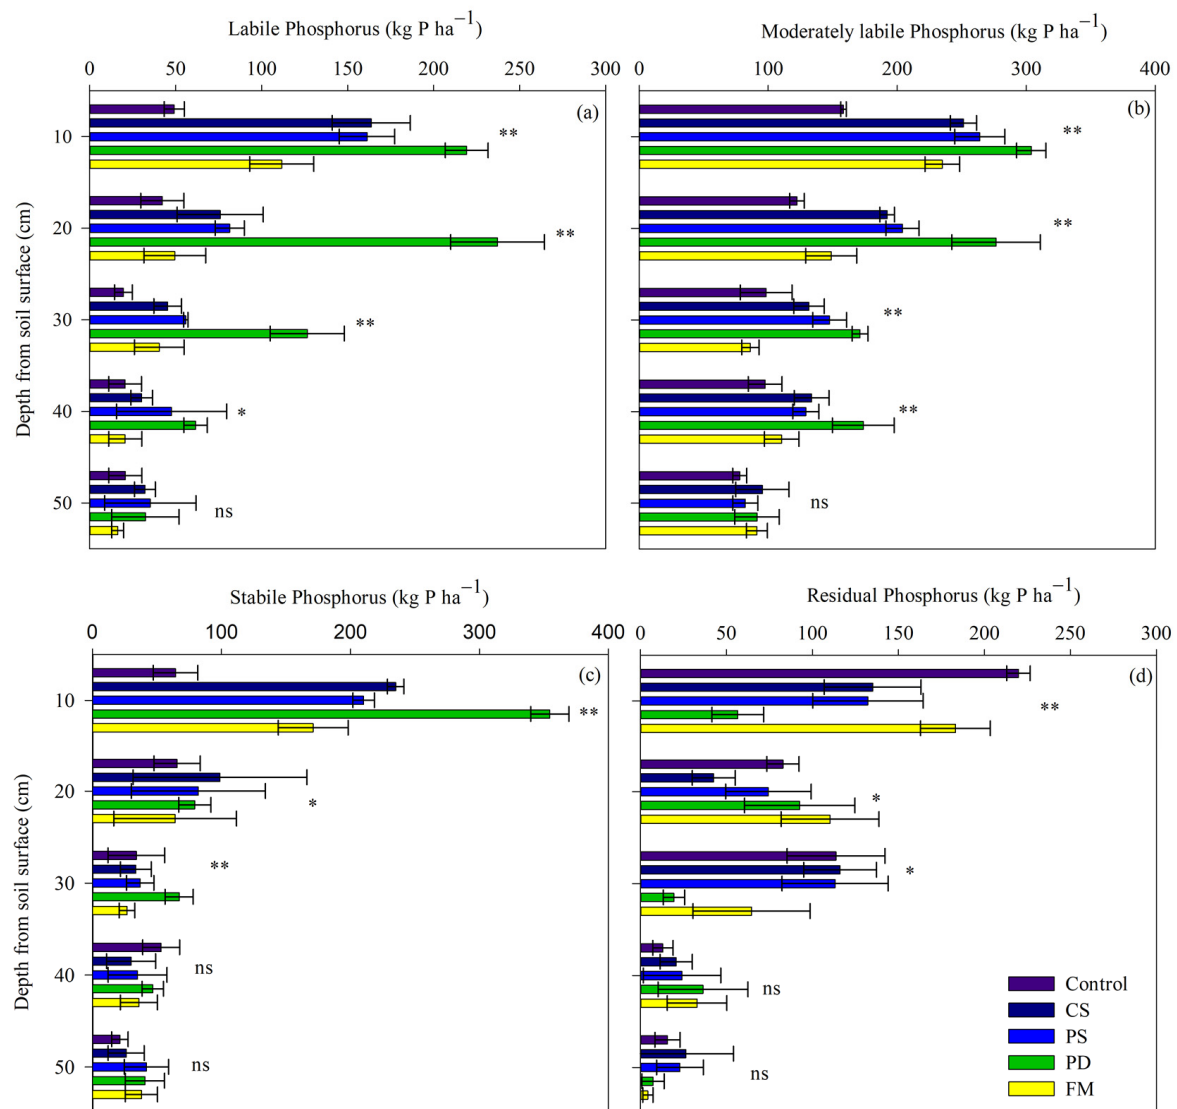 Labile Phosphorus (kg P ha−1)
0 50 100 150 200 250 300
(a)
Depth from soil surface (cm)
10 **
20 **
30 **
40 *
50 ns
Moderately labile Phosphorus (kg P ha−1)
0 100 200 300 400
(b)
**
**
**
**
ns
Stabile Phosphorus (kg P ha−1)
0 100 200 300 400
(c)
Depth from soil surface (cm)
10 **
20 *
30 **
40 ns
50 ns
Residual Phosphorus (kg P ha−1)
0 50 100 150 200 250 300
(d)
**
*
*
ns
ns
Control
CS
PS
PD
FM